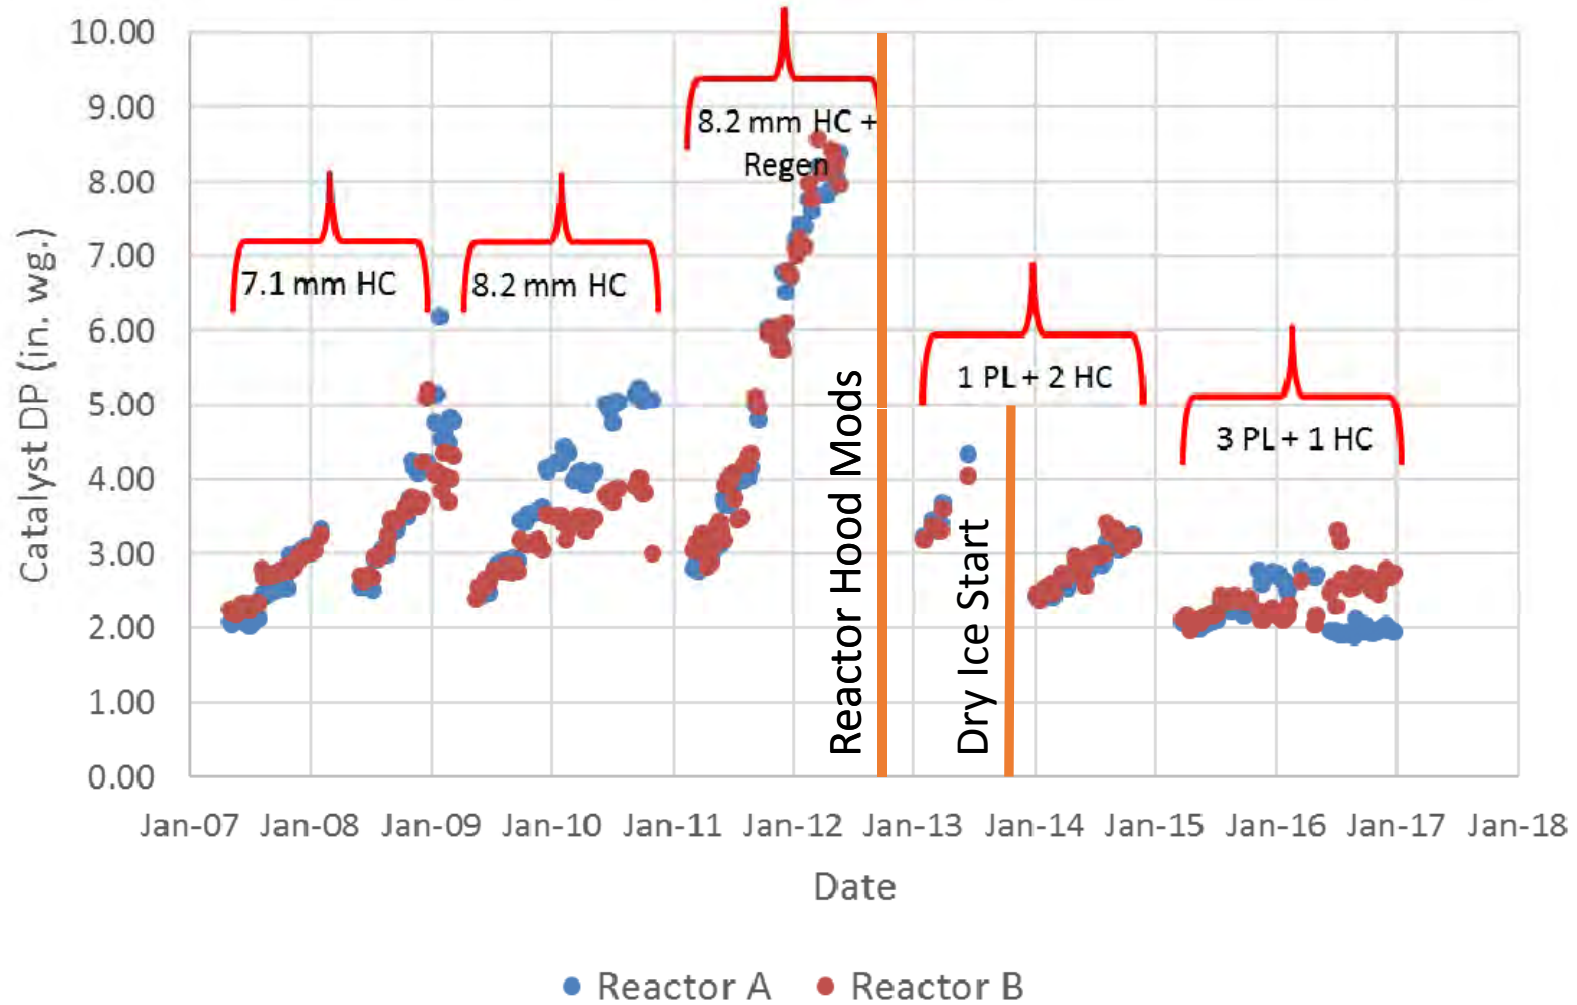 10.00
9.00
8.00
7.00
6.00
5.00
4.00
3.00
2.00
1.00
0.00
Catalyst DP (in. wg.)
7.1 mm HC
8.2 mm HC
8.2 mm HC +
Regen
Reactor Hood Mods
1 PL + 2 HC
Dry Ice Start
3 PL + 1 HC
Jan-07 Jan-08 Jan-09 Jan-10 Jan-11 Jan-12 Jan-13 Jan-14 Jan-15 Jan-16 Jan-17 Jan-18
Date
Reactor A Reactor B